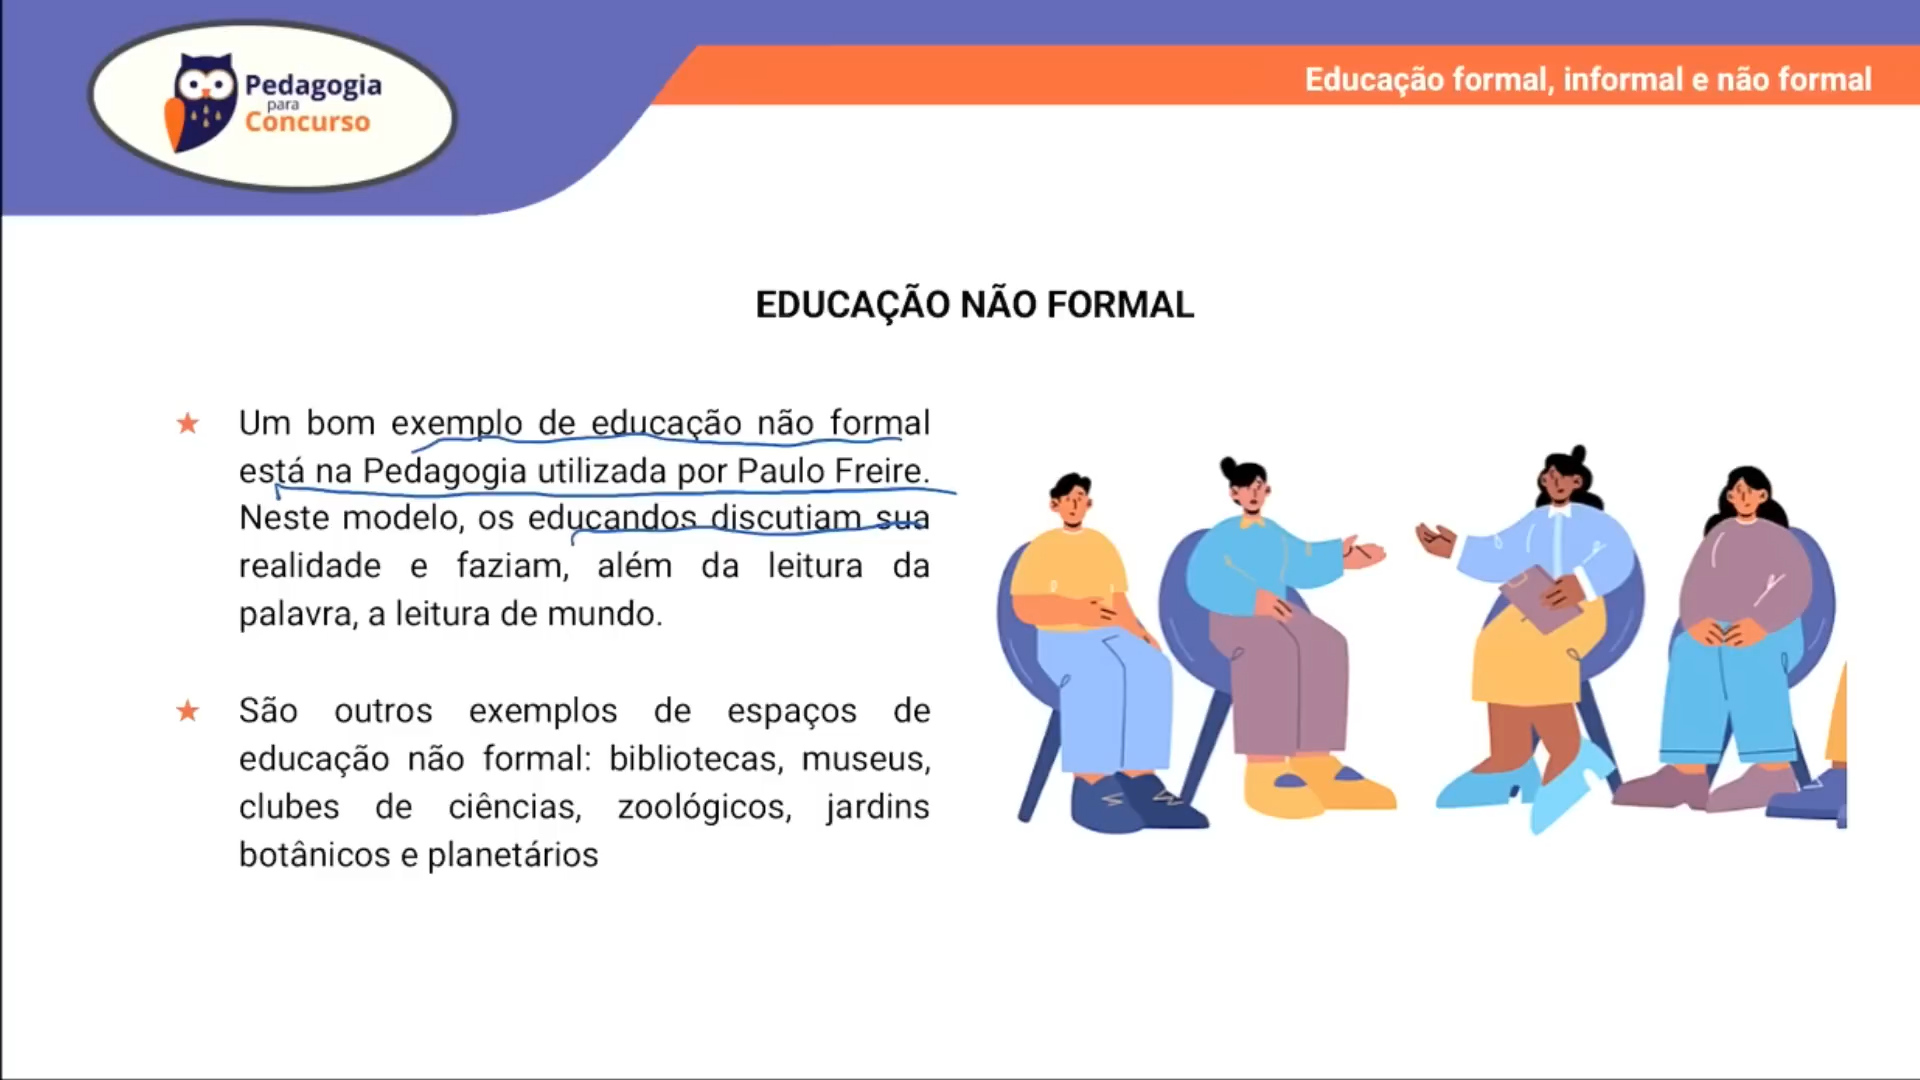 Pedagogia
para
Concurso
Educação formal, informal e não formal
EDUCAÇÃO NÃO FORMAL
Um bom exemplo de educação não formal
está na Pedagogia utilizada por Paulo Freire.
Neste modelo, os educandos discutiam sua
realidade e faziam, além da leitura da
palavra, a leitura de mundo.
São outros exemplos de espaços de
educação não formal: bibliotecas, museus,
clubes de ciências, zoológicos, jardins
botânicos e planetários